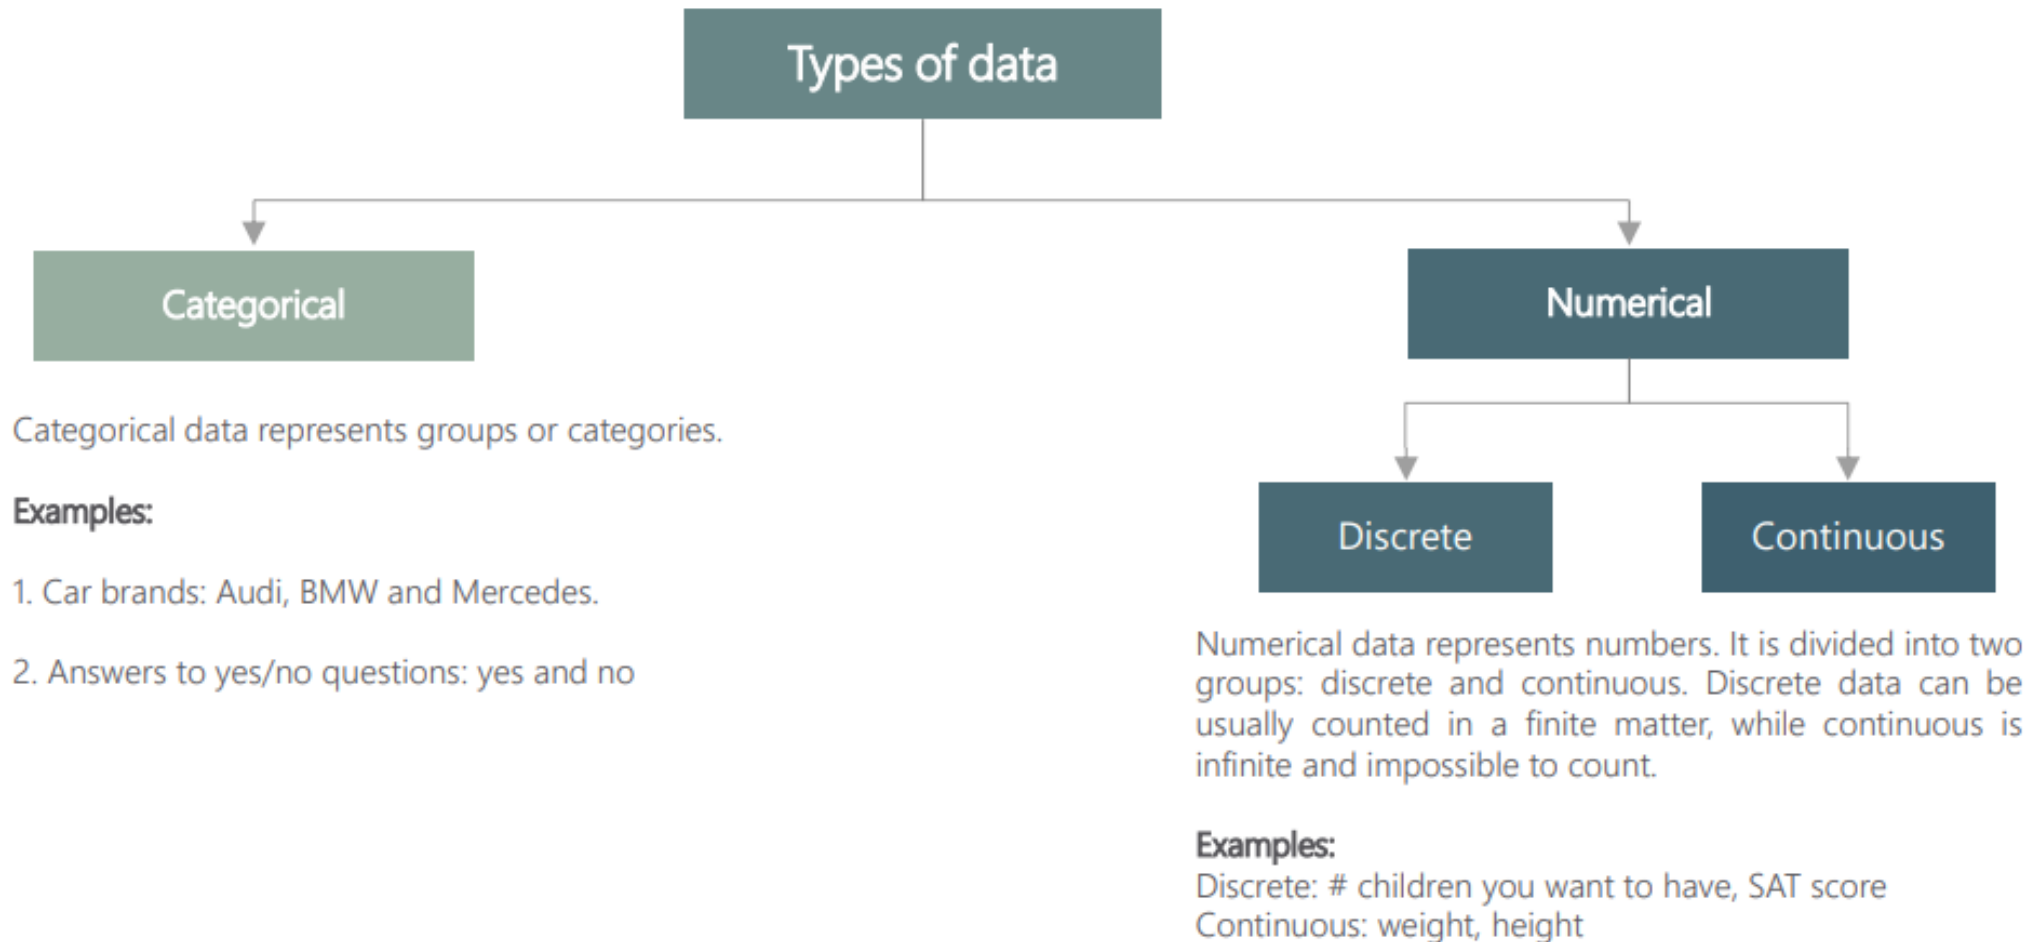 Types of data
Categorical
Numerical
Categorical data represents groups or categories.
Examples:
1. Car brands: Audi, BMW and Mercedes.
2. Answers to yes/no questions: yes and no
Discrete
Continuous
Numerical data represents numbers. It is divided into two
groups: discrete and continuous. Discrete data can be
usually counted in a finite matter, while continuous is
infinite and impossible to count.
Examples:
Discrete: # children you want to have, SAT score
Continuous: weight, height